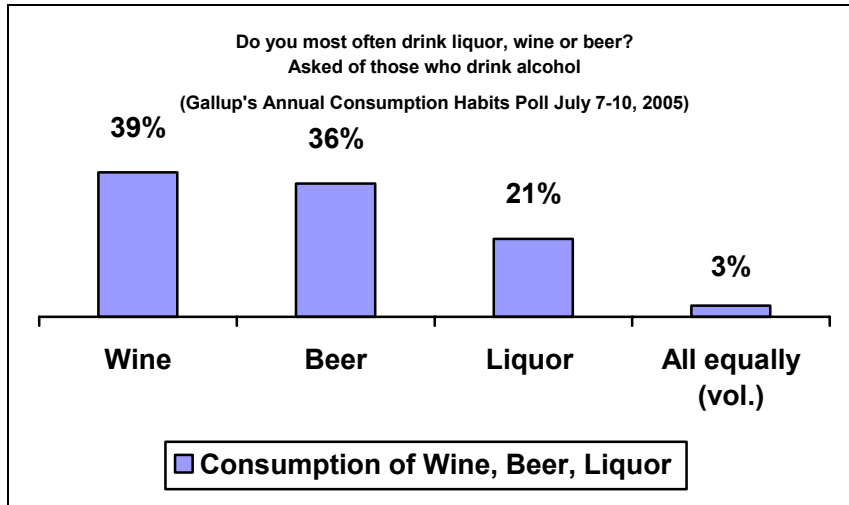 Do you most often drink liquor, wine or beer?
Asked of those who drink alcohol
(Gallup's Annual Consumption Habits Poll July 7-10, 2005)
39%
36%
21%
3%
Wine
Beer
Liquor
All equally
(vol.)
Consumption of Wine, Beer, Liquor